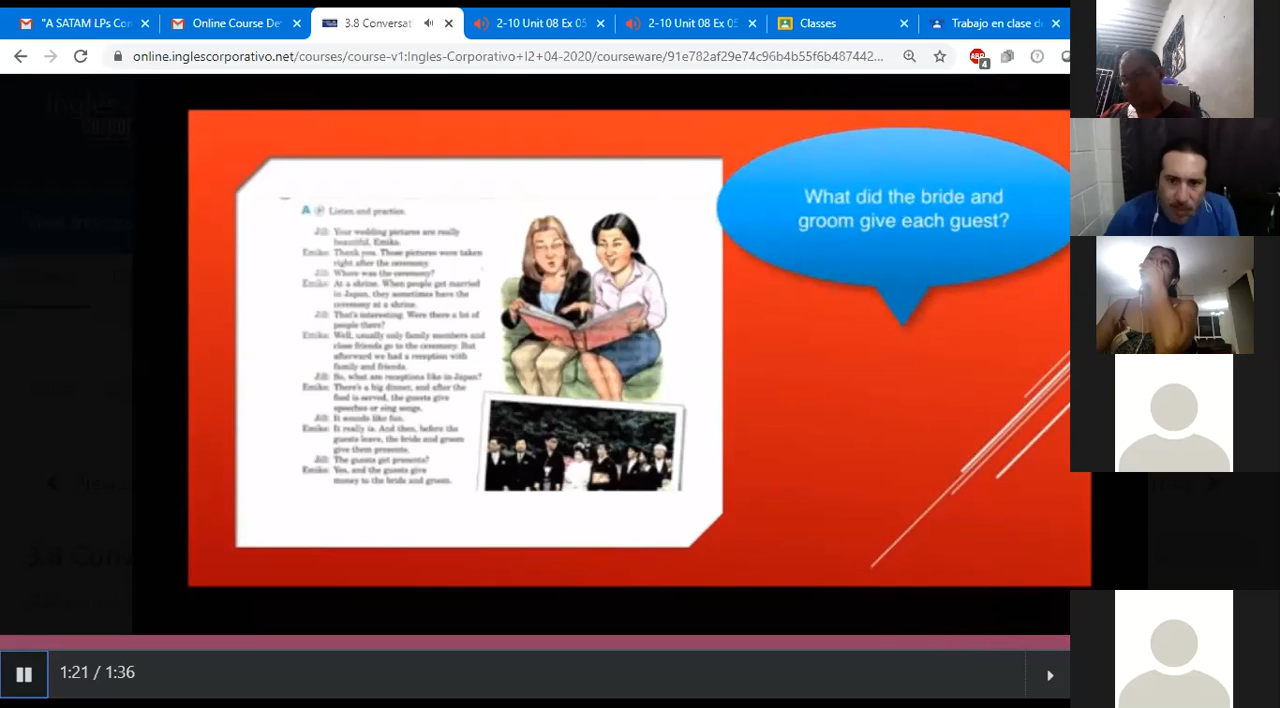 "A SATAM LPs Cor
Online Course De
3.8 Conversat
2-10 Unit 08 Ex 05
2-10 Unit 08 Ex 05
Classes
Trabajo en clase d
online.inglescorporativo.net/courses/course-v1:Ingles-Corporativo+I2+04-2020/courseware/91e782af29e74c96b4b55f6b487442...
4
A Listen and practice.
Jill: Your wedding pictures are really
beautiful, Emiko.
Emiko: Thank you. Those pictures were taken
right after the ceremony.
Jill: Where was the ceremony?
Emiko: At a shrine. When people get married
in Japan, they sometimes have the
ceremony at a shrine.
Jill: That's interesting. Were there a lot of
people there?
Emiko: Well, usually only family members and
close friends go to the ceremony. But
afterward we had a reception with
family and friends.
Jill: So, what are receptions like in Japan?
Emiko: There's a big dinner, and after the
food is served, the guests give
speeches or sing songs.
Jill: It sounds like fun.
Emiko: It really is. And then, before the
guests leave, the bride and groom
give them presents.
Jill: The guests get presents?
Emiko: Yes, and the guests give
money to the bride and groom.
What did the bride and
groom give each guest?
1:21 / 1:36